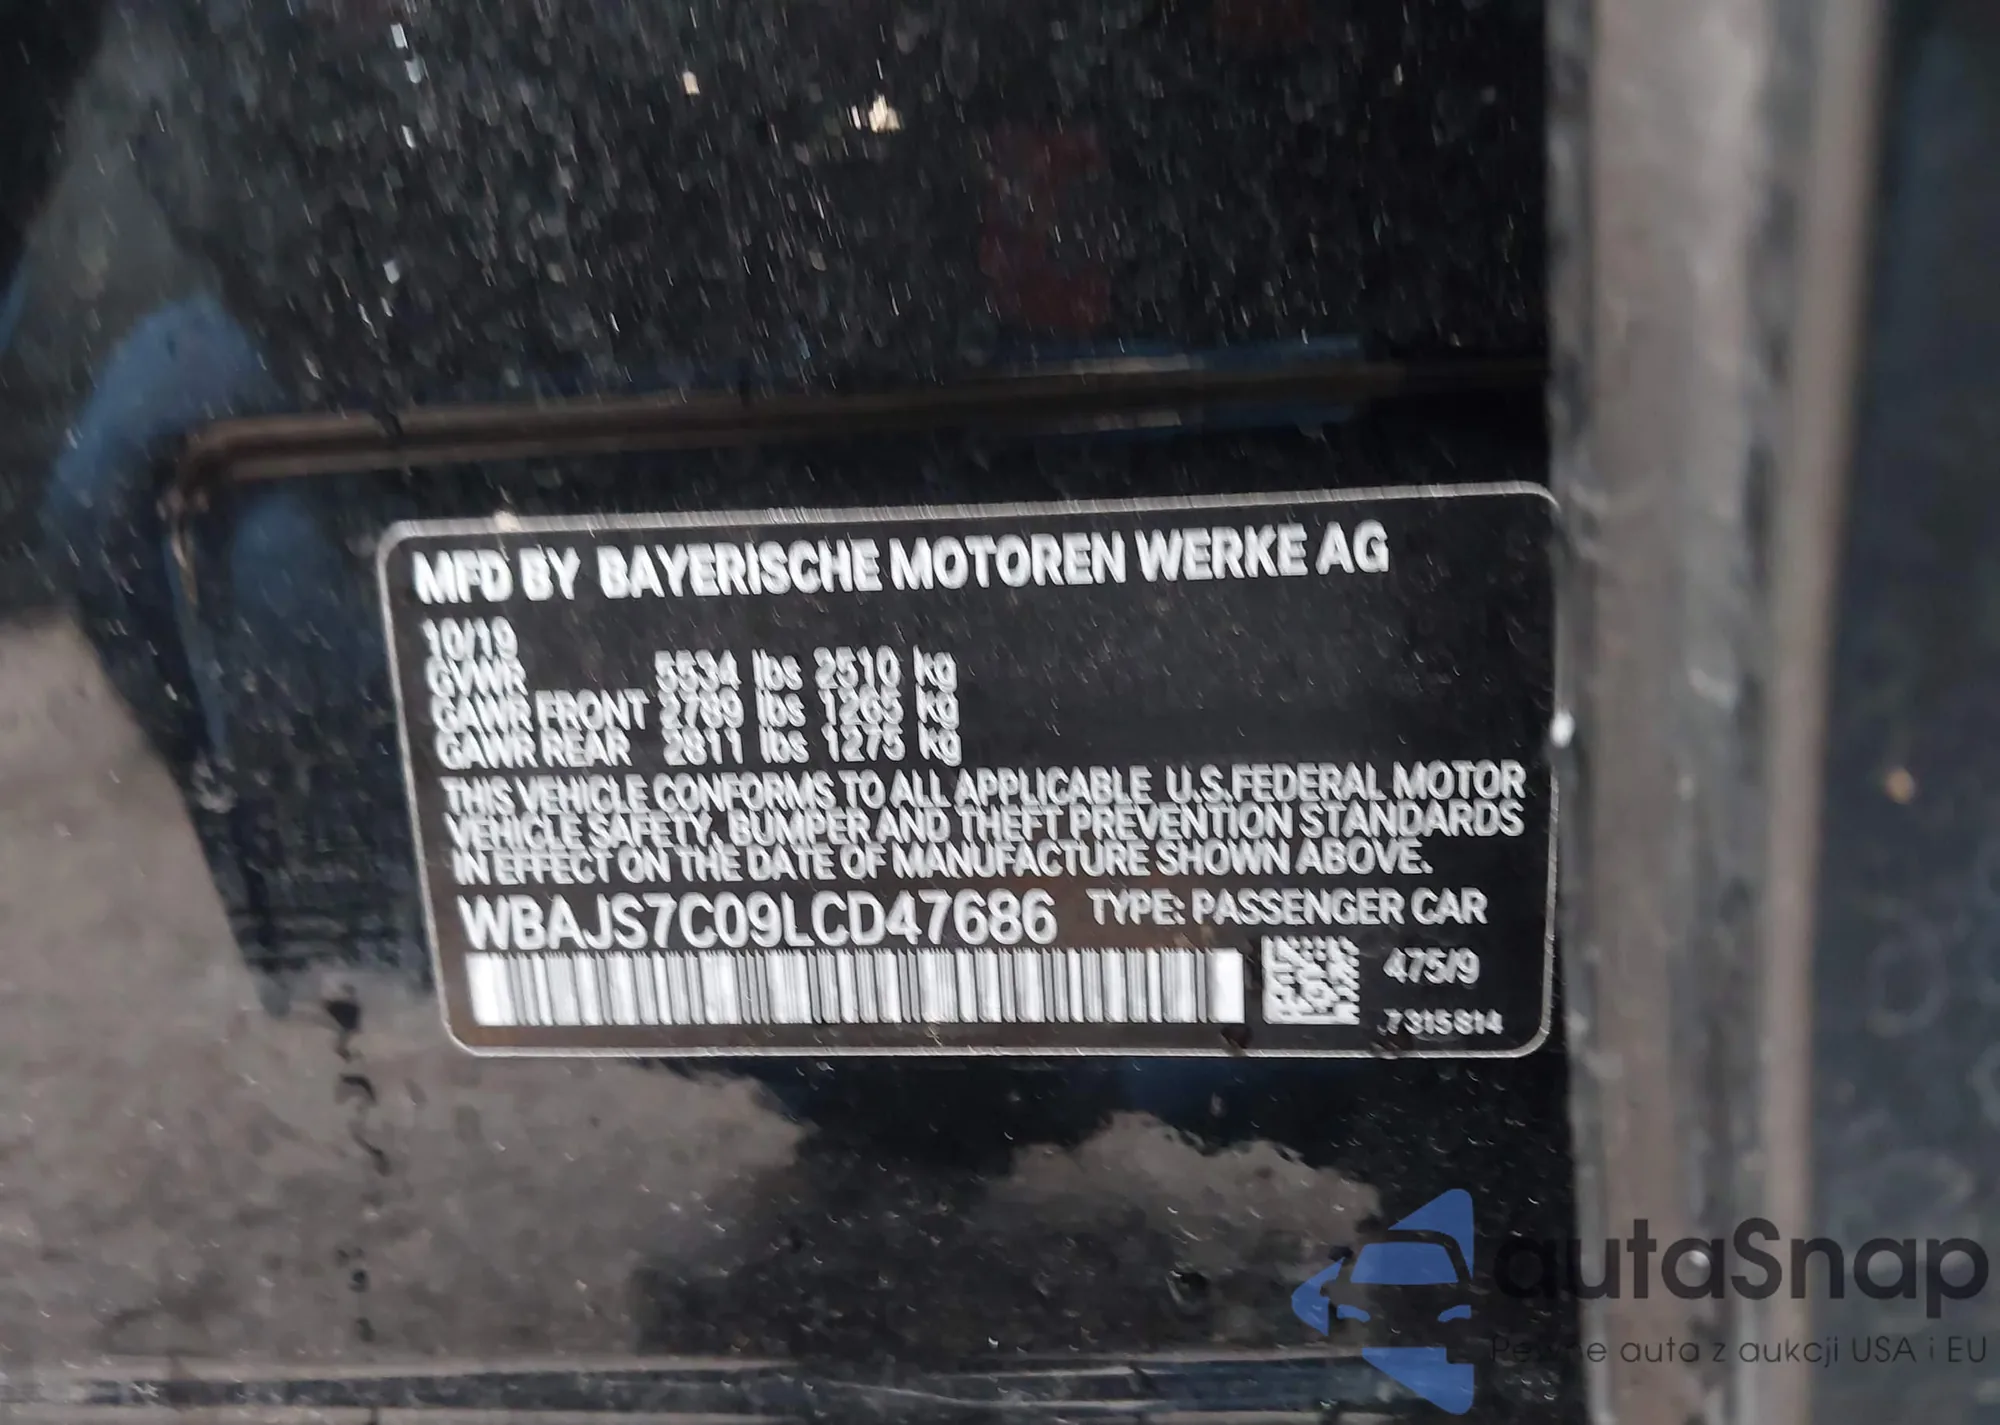 MFD BY BAYERISCHE MOTOREN WERKE AG
10/19
GVWR 5534 lbs 2510 kg
GAWR FRONT 2789 lbs 1265 kg
GAWR REAR 2811 lbs 1275 kg
THIS VEHICLE CONFORMS TO ALL APPLICABLE U.S.FEDERAL MOTOR
VEHICLE SAFETY, BUMPER AND THEFT PREVENTION STANDARDS
IN EFFECT ON THE DATE OF MANUFACTURE SHOWN ABOVE.
WBAJS7C09LCD47686 TYPE: PASSENGER CAR
475/9
7315814
autaSnap
Pewne auta z aukcji USA i EU